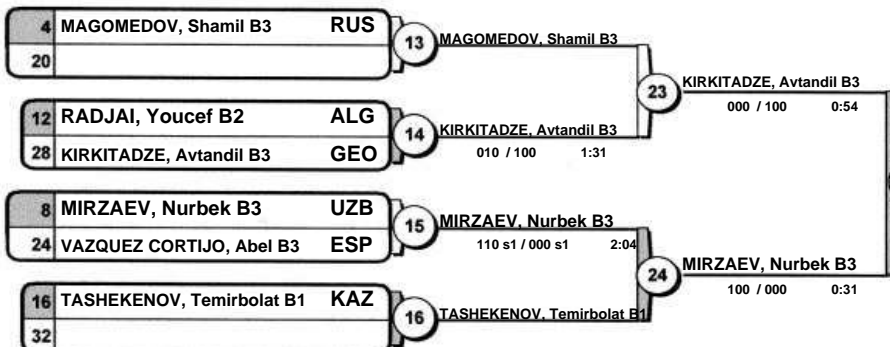 4 MAGOMEDOV, Shamil B3 RUS
20
13
MAGOMEDOV, Shamil B3
12 RADJAI, Youcef B2 ALG
28 KIRKITADZE, Avtandil B3 GEO
14
KIRKITADZE, Avtandil B3
010 / 100 1:31
23
KIRKITADZE, Avtandil B3
000 / 100 0:54
8 MIRZAEV, Nurbek B3 UZB
24 VAZQUEZ CORTIJO, Abel B3 ESP
15
MIRZAEV, Nurbek B3
110 s1 / 000 s1 2:04
16 TASHEKENOV, Temirbolat B1 KAZ
32
16
TASHEKENOV, Temirbolat B1
24
MIRZAEV, Nurbek B3
100 / 000 0:31